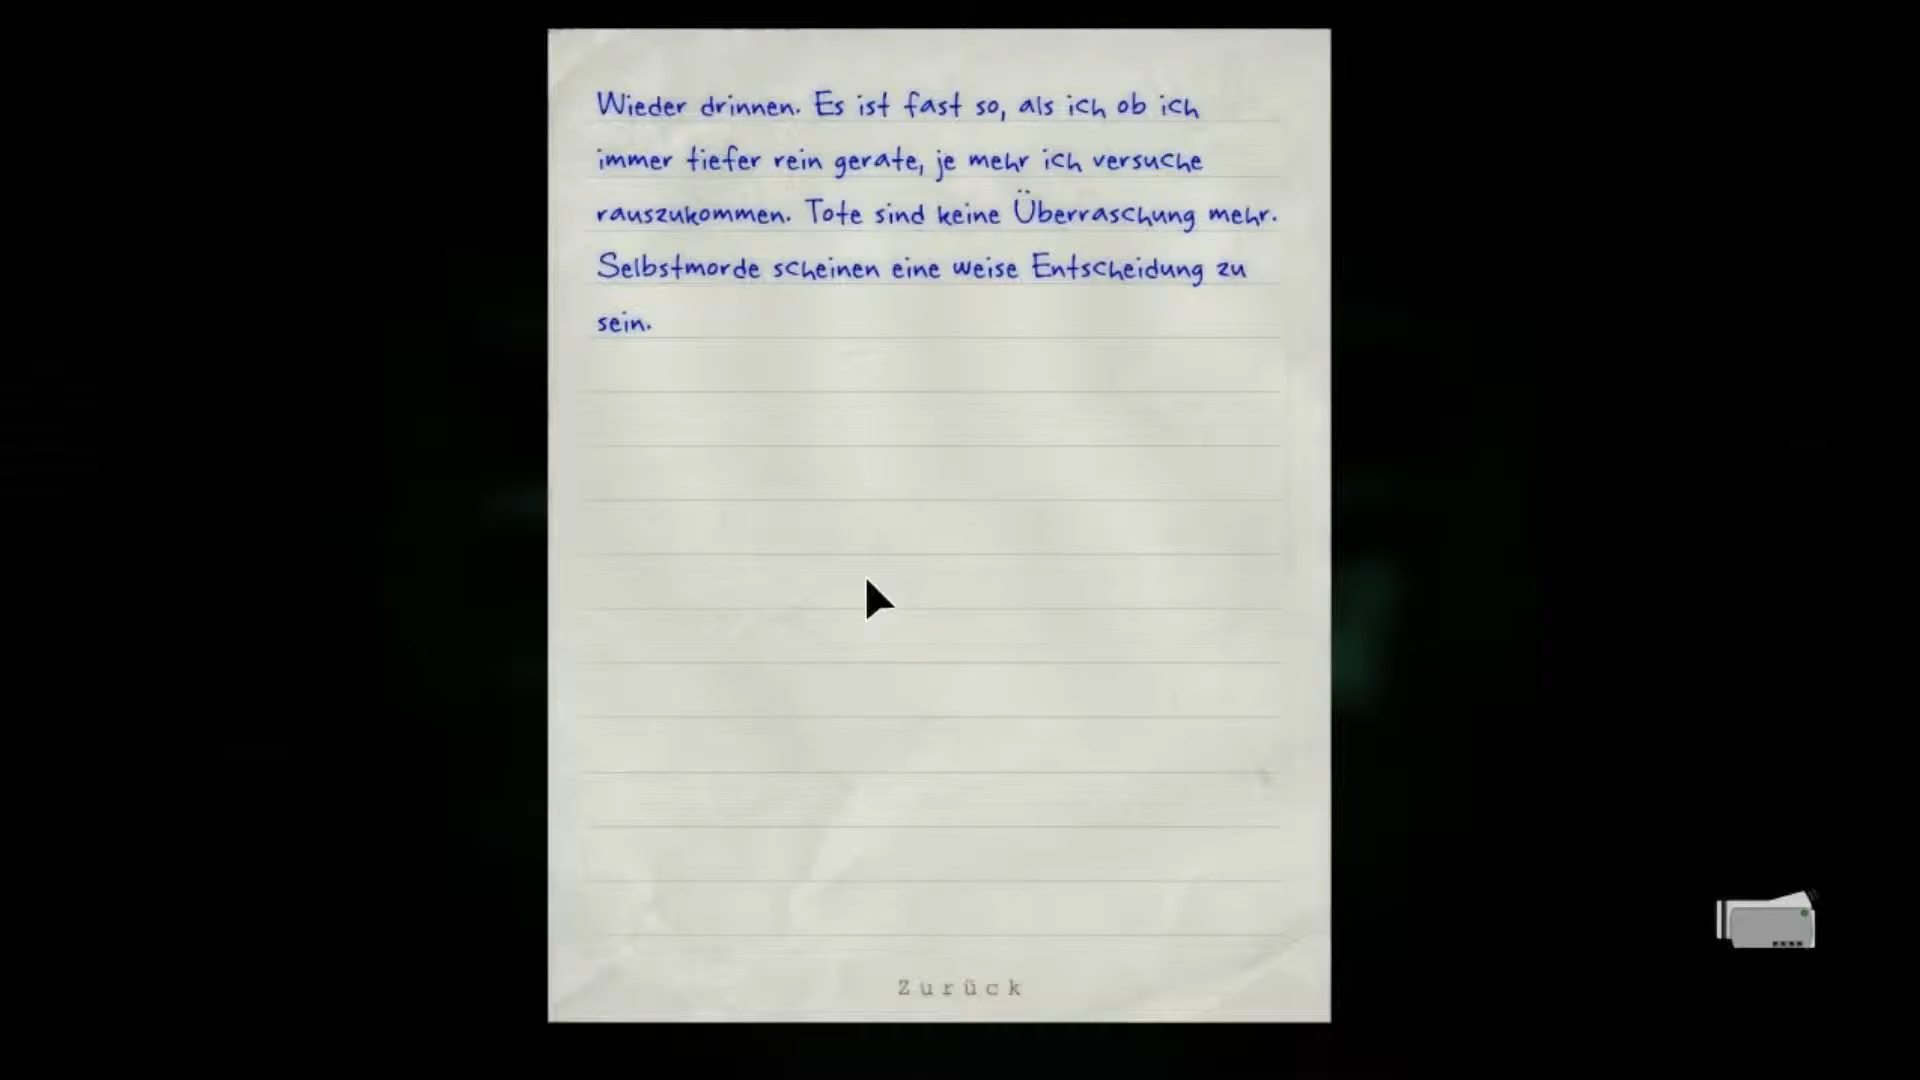 Wieder drinnen. Es ist fast so, als ich ob ich
immer tiefer rein gerate, je mehr ich versuche
rauszukommen. Tote sind keine Überraschung mehr.
Selbstmorde scheinen eine weise Entscheidung zu
sein.
Zurück